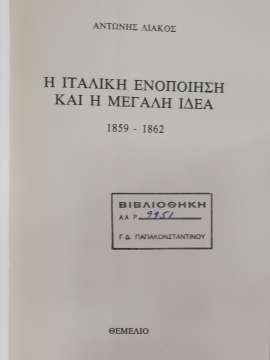 ΑΝΤΩΝΗΣ ΛΙΑΚΟΣ
Η ΙΤΑΛΙΚΗ ΕΝΟΠΟΙΗΣΗ
ΚΑΙ Η ΜΕΓΑΛΗ ΙΔΕΑ
1859 - 1862
ΒΙΒΛΙΟΘΗΚΗ
ΑΑ Ρ 9951
Γ.Δ. ΠΑΠΑΚΩΝΣΤΑΝΤΙΝΟΥ
ΘΕΜΕΛΙΟ